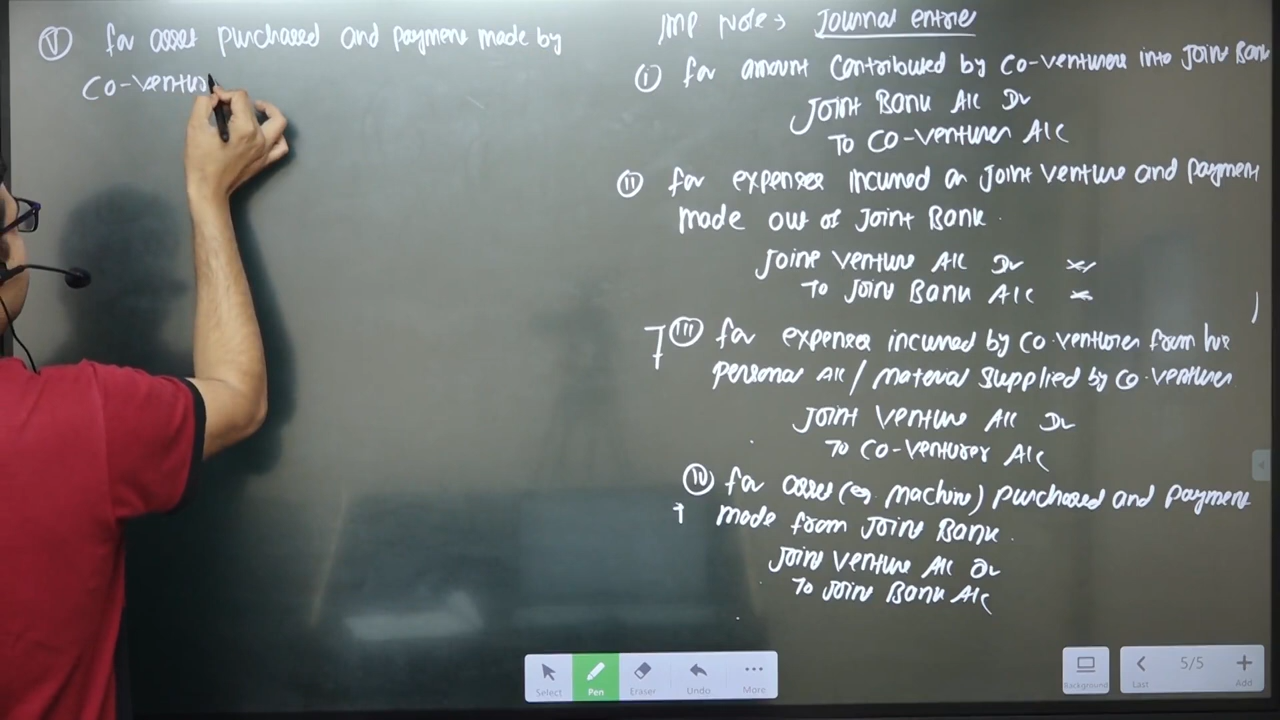 Ⓥ for asset purchased and payment made by
Co-ventur
IMP Note → Journal entrie
ⓘ for amount contributed by Co-venturer into Joint Bank
Joint Bank A/c Dr
To Co-venturer A/c
ⓘⓘ for expenses incurred on Joint Venture and payment
made out of Joint Bank.
Joint Venture A/c Dr
To Joint Bank A/c
ⓘⓘⓘ for expenses incurred by Co-venturer from
personal A/c / Material supplied by Co-venturer
Joint Venture A/c Dr
To Co-venturer A/c
ⓘⓥ for asset (eg. machine) purchased and payment
made from Joint Bank.
Joint Venture A/c Dr
To Joint Bank A/c
Select Pen Eraser Undo More
Background
Last 5/5 Add